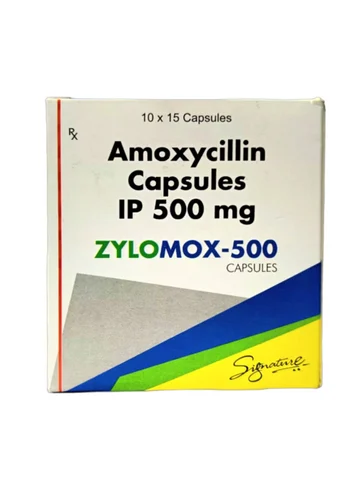 10 x 15 Capsules
Rx
Amoxycillin
Capsules
IP 500 mg
ZYLOMOX-500
CAPSULES
Signature